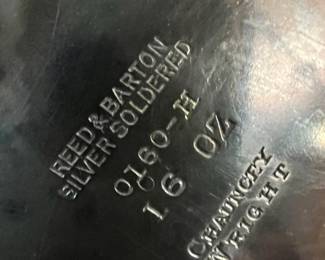 REED & BARTON
SILVER SOLDERED
0160-H
16 OZ
CHAUNCEY
WRIGHT